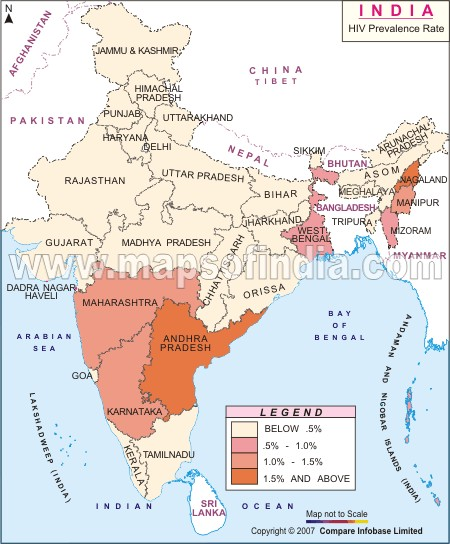 N
INDIA
HIV Prevalence Rate
AFGHANISTAN
JAMMU & KASHMIR
CHINA
TIBET
HIMACHAL
PRADESH
PAKISTAN
PUNJAB
UTTARKHAND
HARYANA
DELHI
ARUNACHAL
PRADESH
NEPAL
SIKKIM
BHUTAN
RAJASTHAN
UTTAR PRADESH
ASOM
NAGALAND
BIHAR
MEGHALAYA
MANIPUR
BANGLADESH
JHARKHAND
TRIPURA
WEST
BENGAL
MIZORAM
GUJARAT
MADHYA PRADESH
CHHATTISGARH
MYANMAR
www.mapsofindia.com
DADRA NAGAR
HAVELI
ORISSA
MAHARASHTRA
ARABIAN
SEA
BAY
OF
BENGAL
ANDHRA
PRADESH
GOA
KARNATAKA
LAKSHADWEEP (INDIA)
ANDAMAN AND NICOBAR ISLANDS (INDIA)
KERALA
TAMILNADU
LEGEND
BELOW .5%
.5% - 1.0%
1.0% - 1.5%
1.5% AND ABOVE
INDIAN OCEAN
SRI
LANKA
Map not to Scale
Copyright © 2007 Compare Infobase Limited